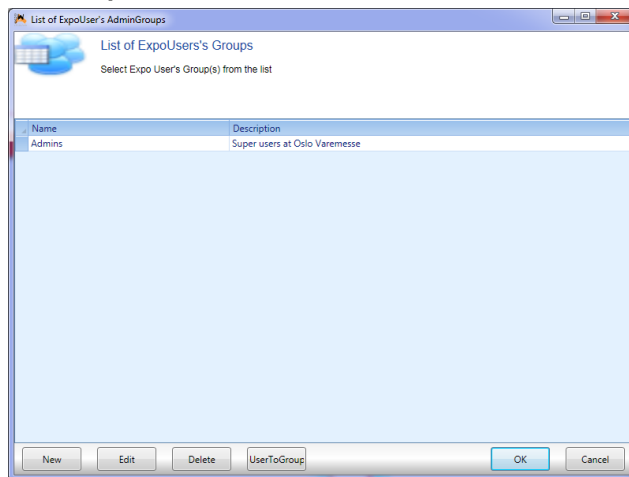 List of ExpoUser's AdminGroups
List of ExpoUsers's Groups
Select Expo User's Group(s) from the list
Name Description
Admins Super users at Oslo Varemesse
New Edit Delete UserToGroup OK Cancel